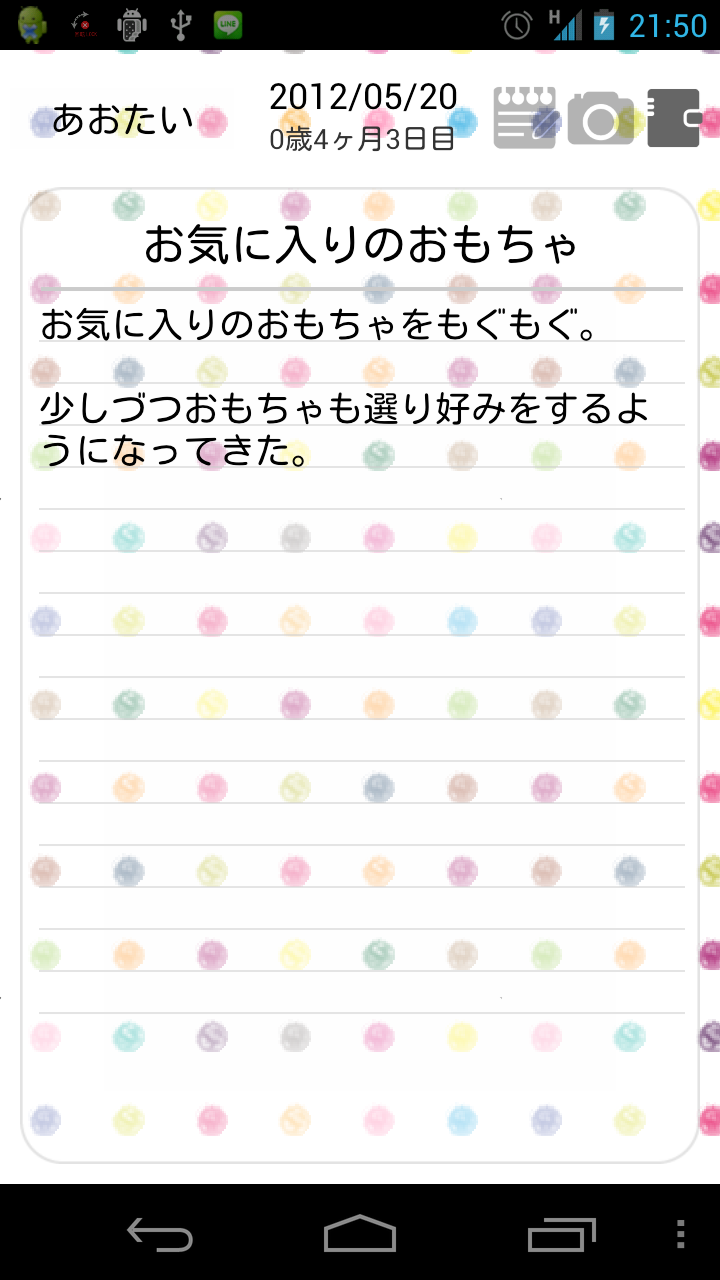 H 21:50
LINE
あおたい
2012/05/20
0歳4ヶ月3日目
お気に入りのおもちゃ
お気に入りのおもちゃをもぐもぐ。
少しづつおもちゃも選り好みをするよ
うになってきた。